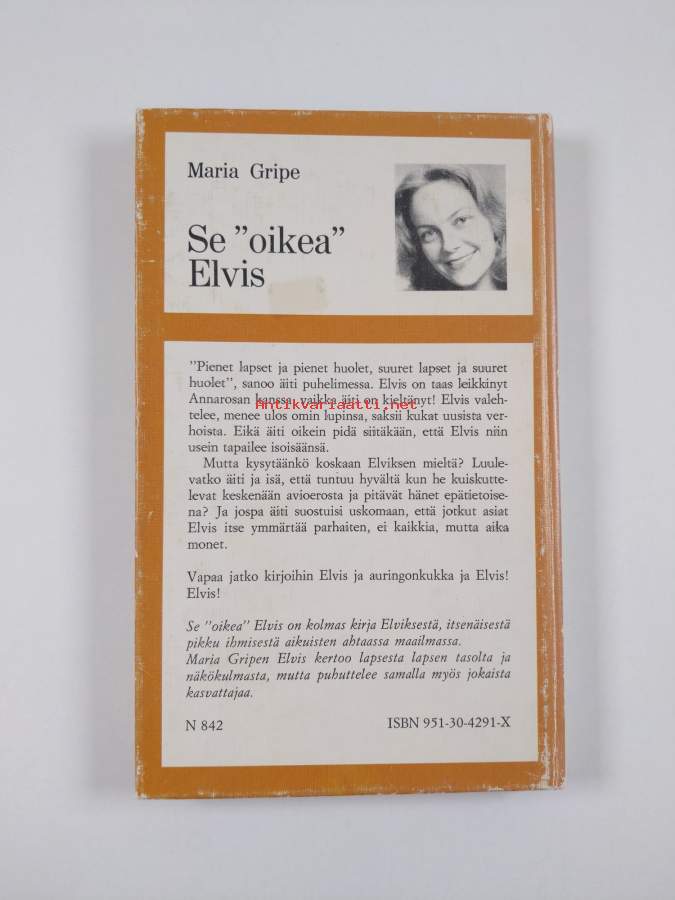 Maria Gripe
Se "oikea"
Elvis
"Pienet lapset ja pienet huolet, suuret lapset ja suuret
huolet", sanoo äiti puhelimessa. Elvis on taas leikkinyt
Annarosan kanssa, vaikka äiti on kieltänyt! Elvis valeh-
Antikvariaatti.net
telee, menee ulos omin lupinsa, saksii kukat uusista ver-
hoista. Eikä äiti oikein pidä siitäkään, että Elvis niin
usein tapailee isoisäänsä.
Mutta kysytäänkö koskaan Elviksen mieltä? Luule-
vatko äiti ja isä, että tuntuu hyvältä kun he kuiskutte-
levat keskenään avioerosta ja pitävät hänet epätietoise-
na? Ja jospa äiti suostuisi uskomaan, että jotkut asiat
Elvis itse ymmärtää parhaiten, ei kaikkia, mutta aika
monet.
Vapaa jatko kirjoihin Elvis ja auringonkukka ja Elvis!
Elvis!
Se "oikea" Elvis on kolmas kirja Elviksestä, itsenäisestä
pikku ihmisestä aikuisten ahtaassa maailmassa.
Maria Gripen Elvis kertoo lapsesta lapsen tasolta ja
näkökulmasta, mutta puhuttelee samalla myös jokaista
kasvattajaa.
N 842
ISBN 951-30-4291-X